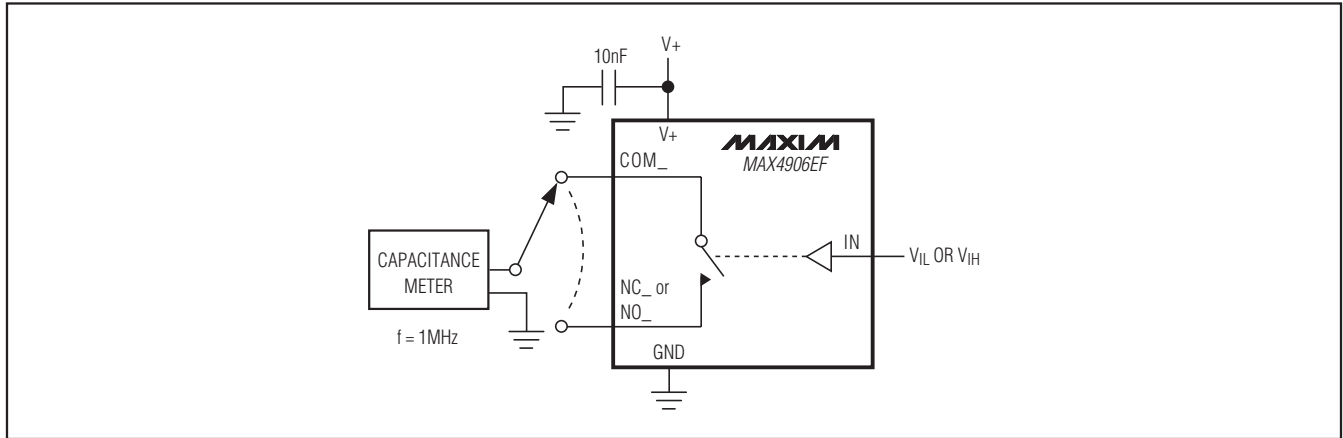 V+
10nF
V+
MAXIM
MAX4906EF
COM_
IN
VIL OR VIH
CAPACITANCE
METER
NC_ or
NO_
f = 1MHz
GND